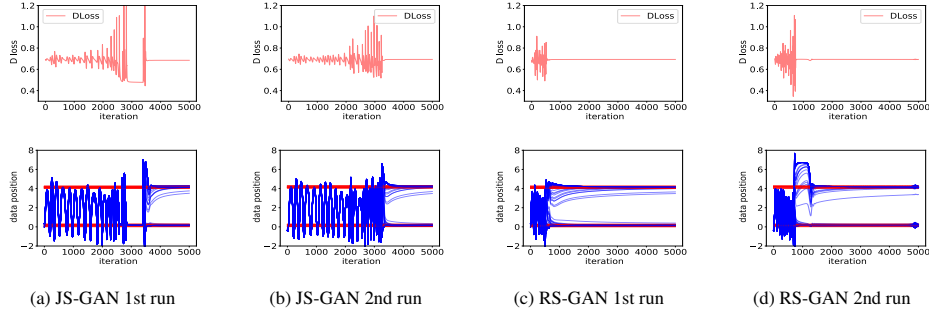 DLoss
DLoss
DLoss
DLoss
1.2
1.0
0.8
0.6
0.4
D loss
0 1000 2000 3000 4000 5000
iteration
1.2
1.0
0.8
0.6
0.4
D loss
0 1000 2000 3000 4000 5000
iteration
1.2
1.0
0.8
0.6
0.4
D loss
0 1000 2000 3000 4000 5000
iteration
1.2
1.0
0.8
0.6
0.4
D loss
0 1000 2000 3000 4000 5000
iteration
8
6
4
2
0
−2
data position
0 1000 2000 3000 4000 5000
iteration
8
6
4
2
0
−2
data position
0 1000 2000 3000 4000 5000
iteration
8
6
4
2
0
−2
data position
0 1000 2000 3000 4000 5000
iteration
8
6
4
2
0
−2
data position
0 1000 2000 3000 4000 5000
iteration
(a) JS-GAN 1st run
(b) JS-GAN 2nd run
(c) RS-GAN 1st run
(d) RS-GAN 2nd run